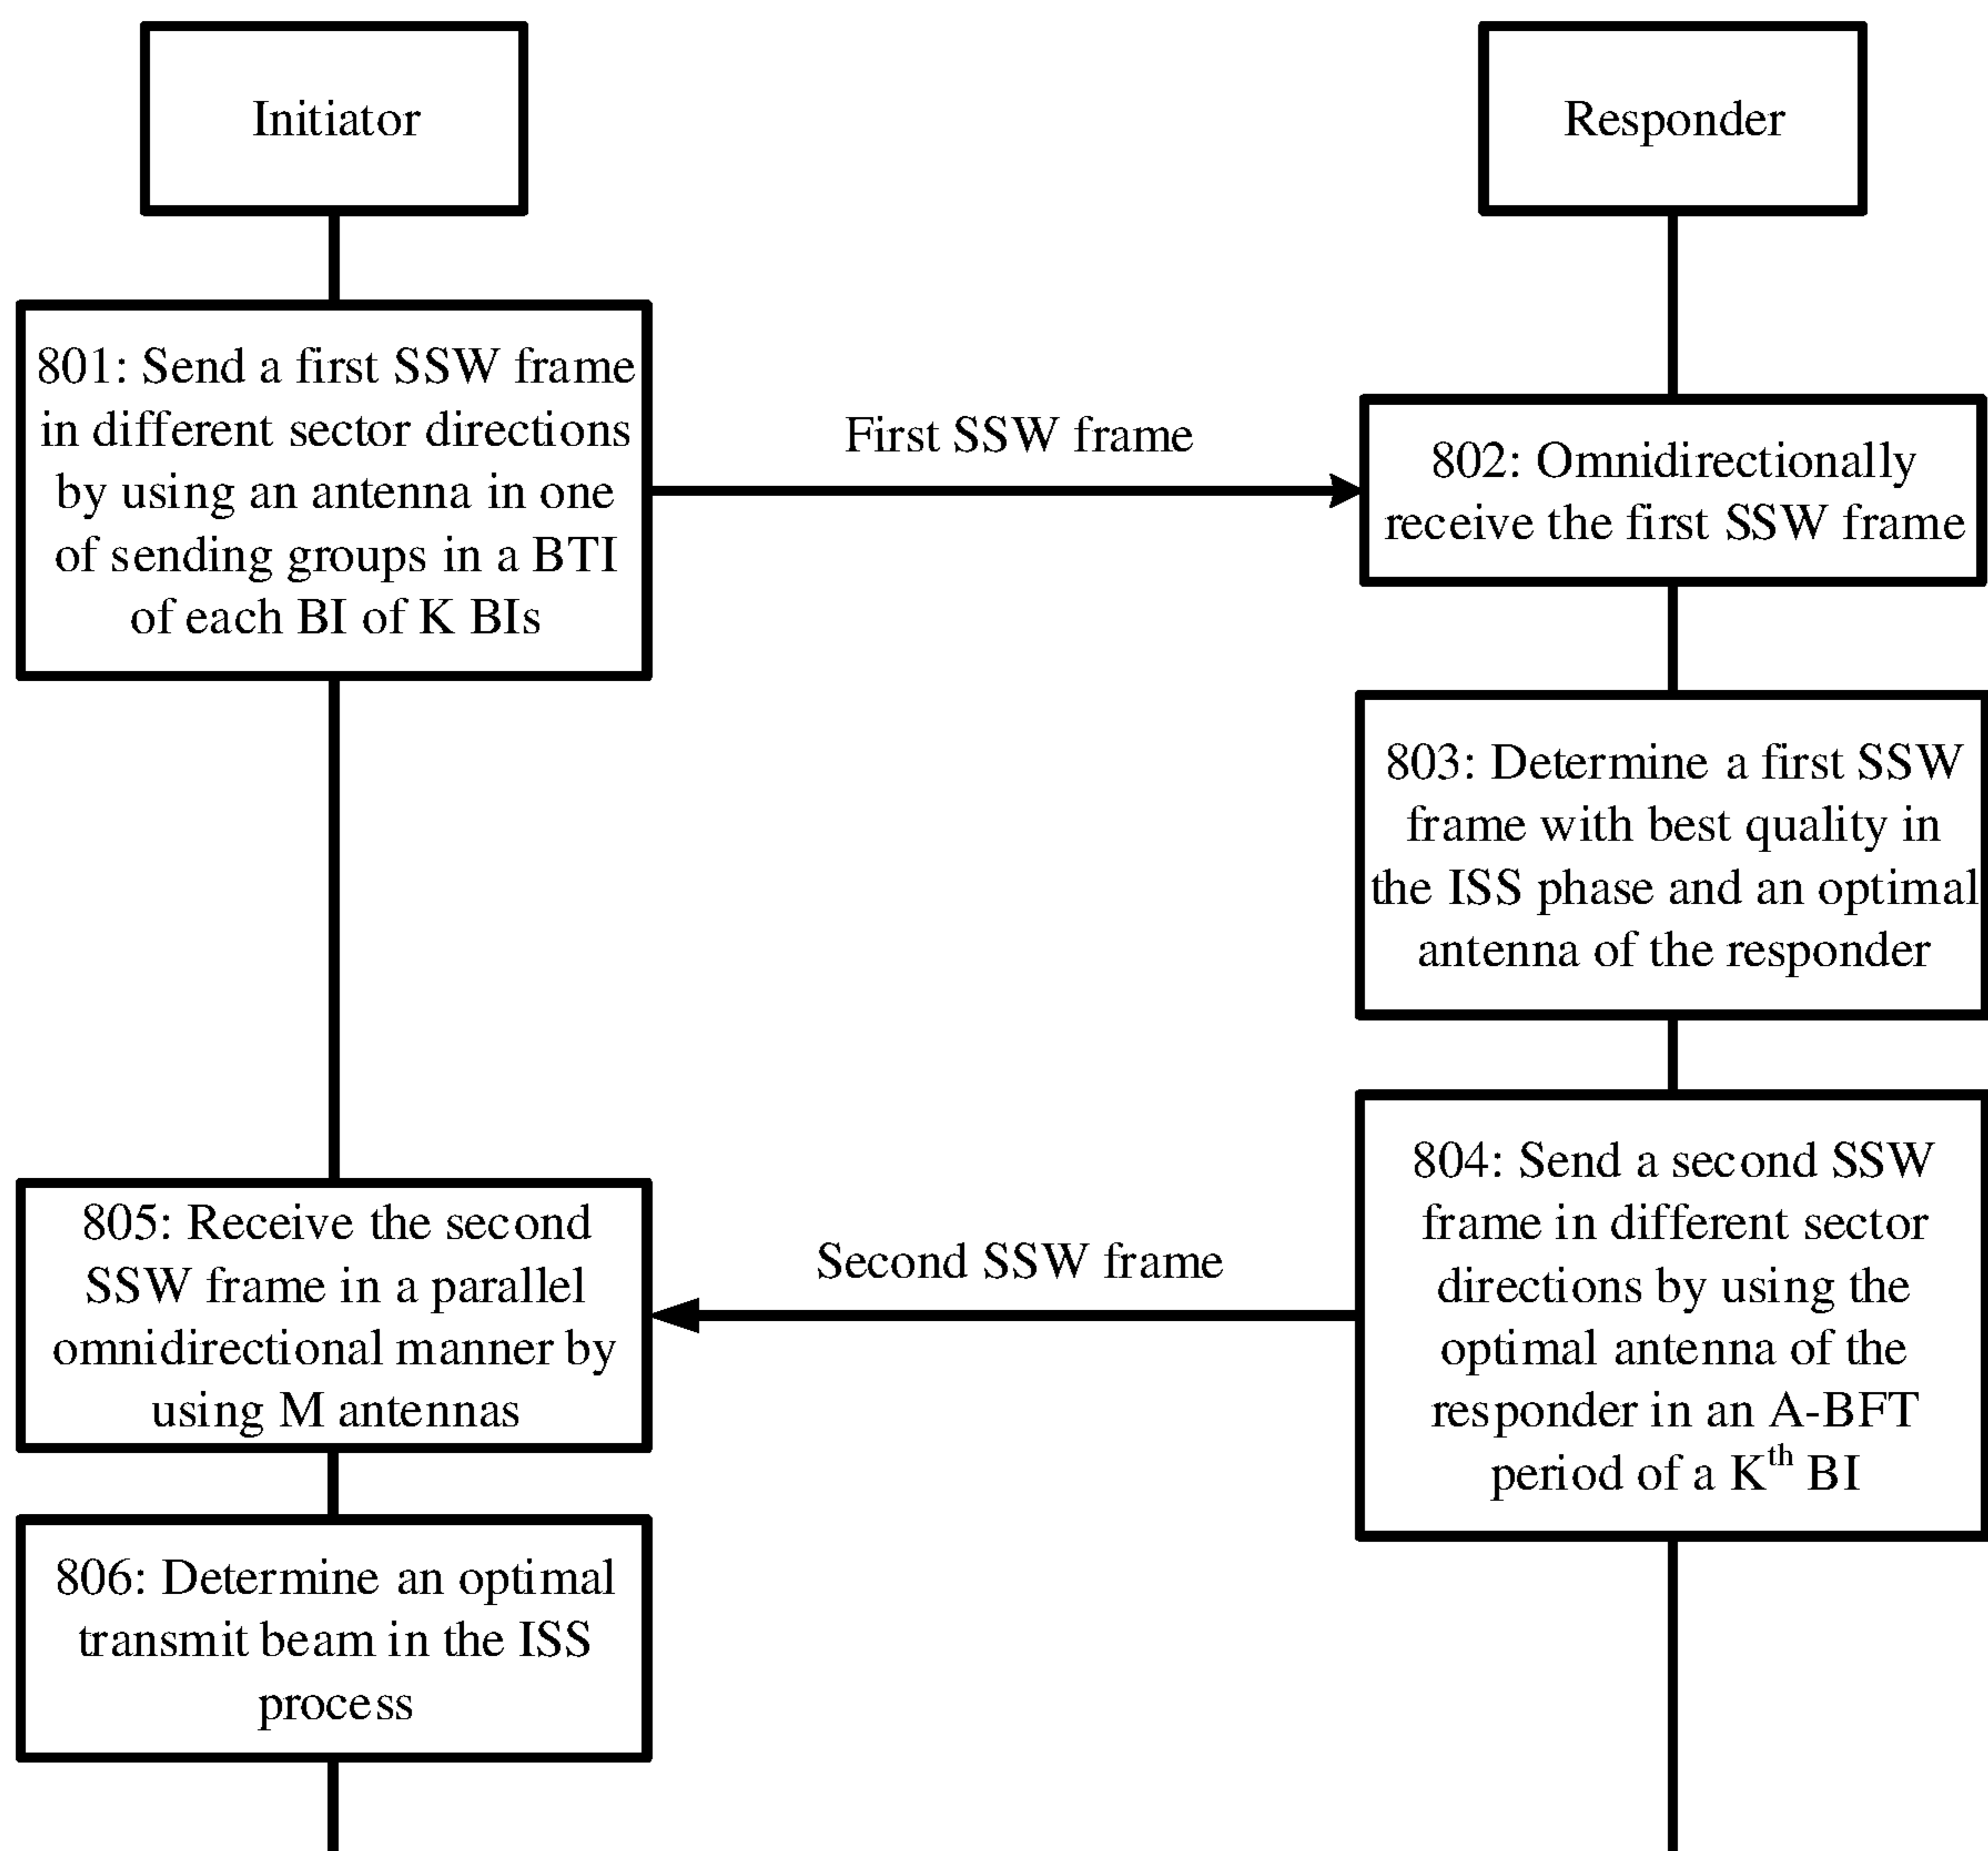 Initiator
Responder
801: Send a first SSW frame
in different sector directions
by using an antenna in one
of sending groups in a BTI
of each BI of K BIs
First SSW frame
802: Omnidirectionally
receive the first SSW frame
803: Determine a first SSW
frame with best quality in
the ISS phase and an optimal
antenna of the responder
804: Send a second SSW
frame in different sector
directions by using the
optimal antenna of the
responder in an A-BFT
period of a Kth BI
Second SSW frame
805: Receive the second
SSW frame in a parallel
omnidirectional manner by
using M antennas
806: Determine an optimal
transmit beam in the ISS
process